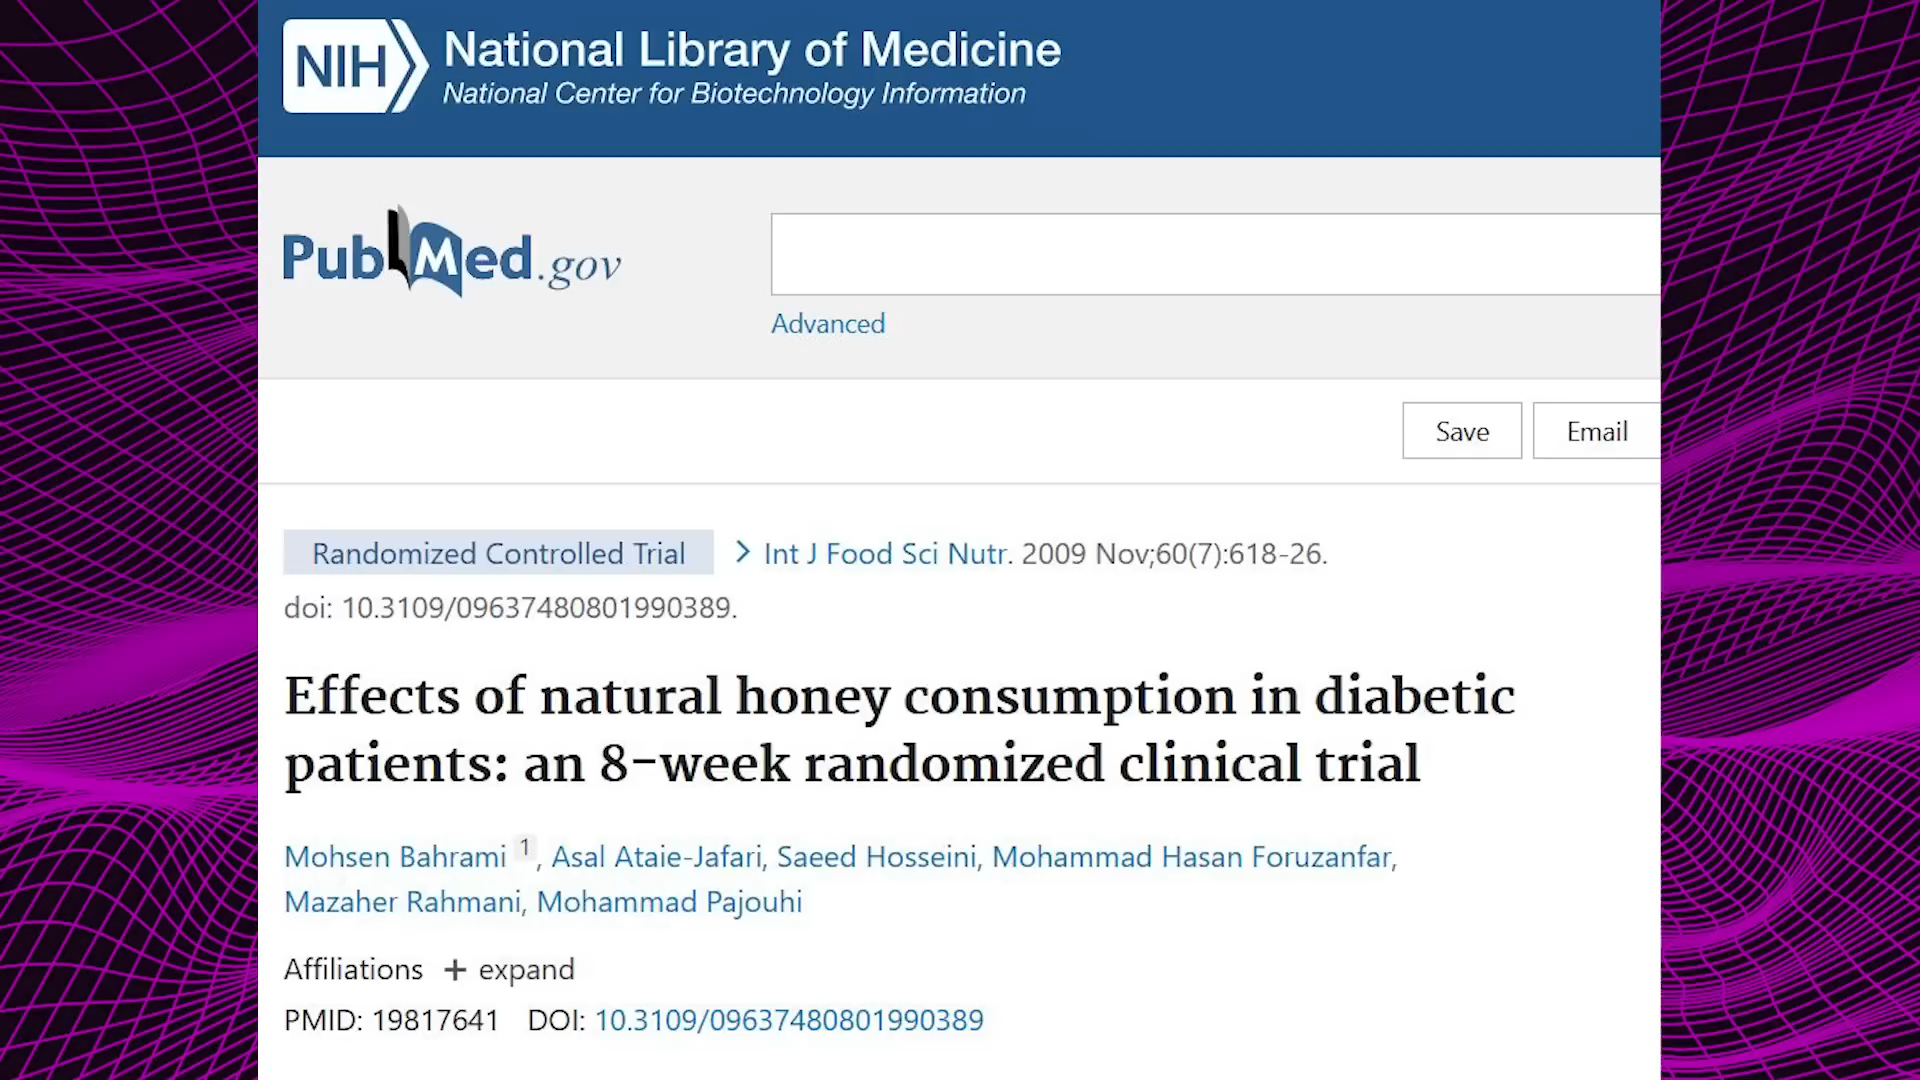 NIH National Library of Medicine
National Center for Biotechnology Information
PubMed.gov
Advanced
Save Email
Randomized Controlled Trial > Int J Food Sci Nutr. 2009 Nov;60(7):618-26.
doi: 10.3109/09637480801990389.
Effects of natural honey consumption in diabetic
patients: an 8-week randomized clinical trial
Mohsen Bahrami 1, Asal Ataie-Jafari, Saeed Hosseini, Mohammad Hasan Foruzanfar,
Mazaher Rahmani, Mohammad Pajouhi
Affiliations + expand
PMID: 19817641 DOI: 10.3109/09637480801990389